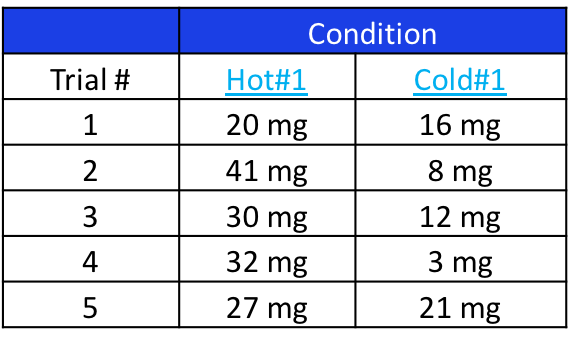 Condition
Trial # Hot#1 Cold#1
1 20 mg 16 mg
2 41 mg 8 mg
3 30 mg 12 mg
4 32 mg 3 mg
5 27 mg 21 mg